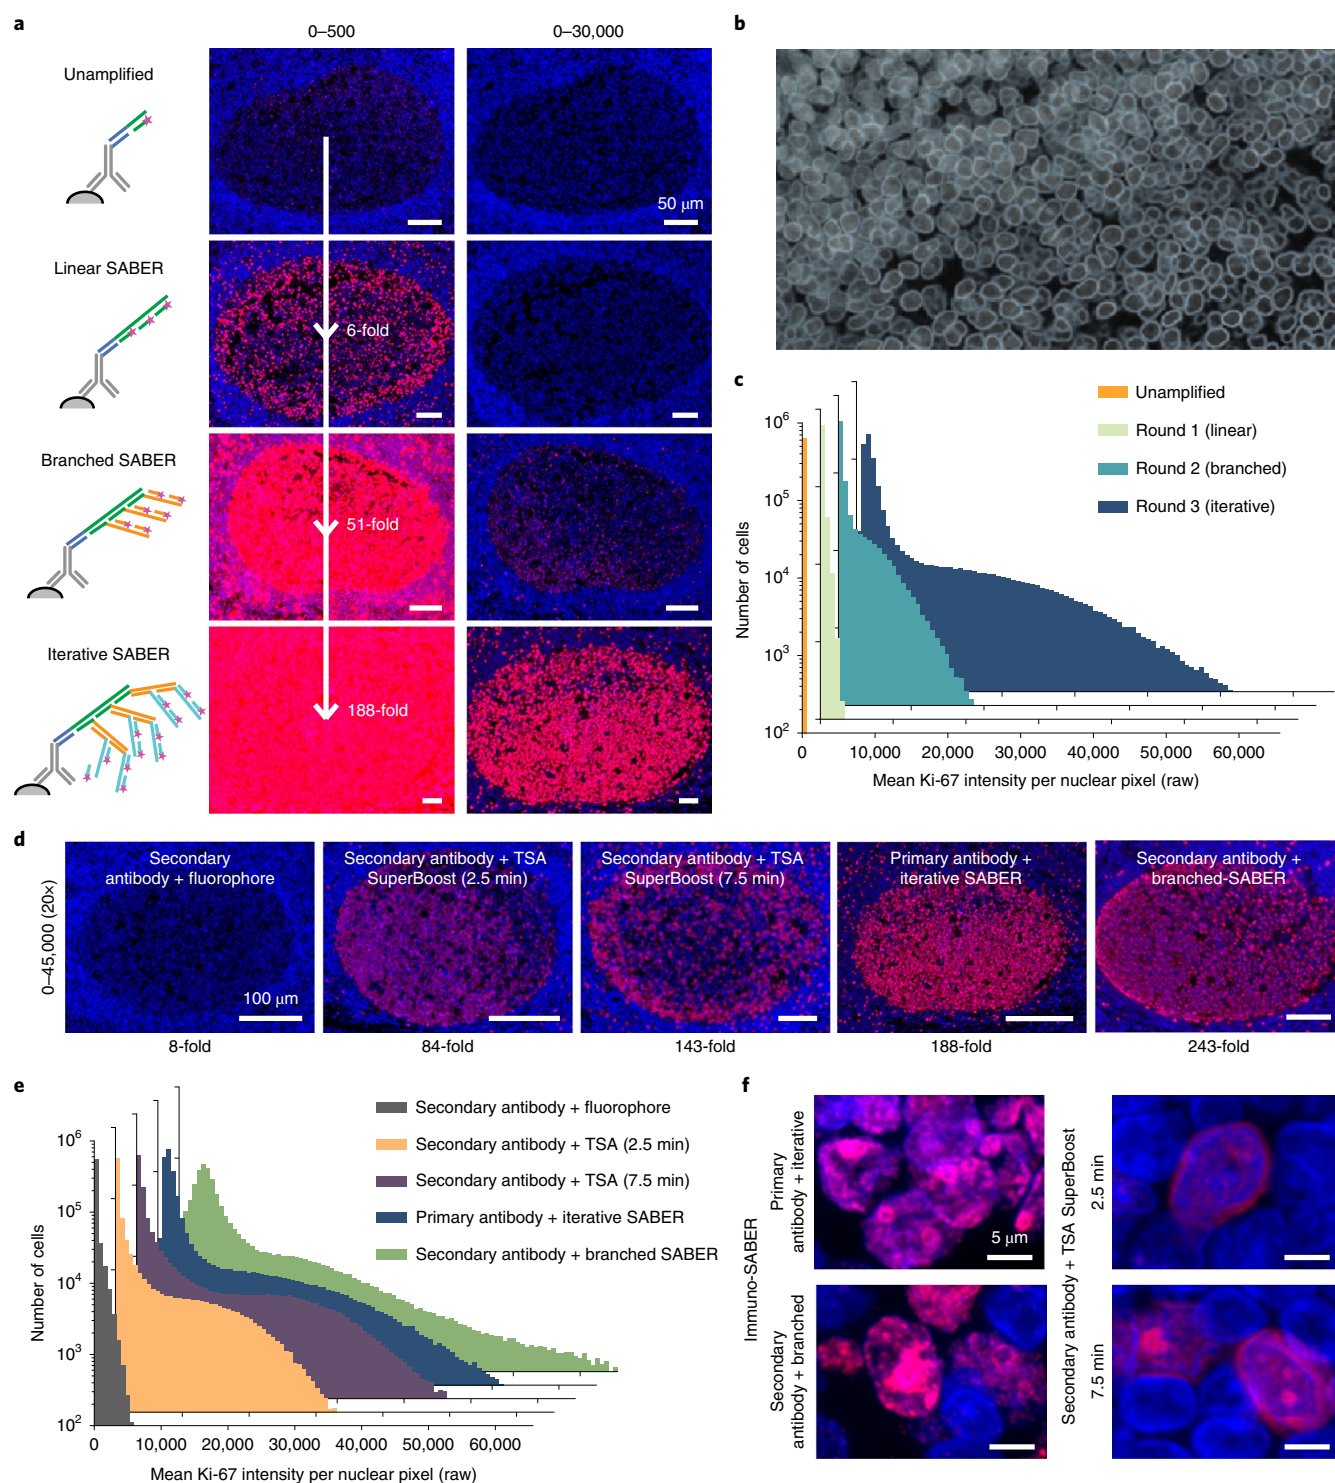 a
0–500
0–30,000
Unamplified
50 μm
Linear SABER
6-fold
Branched SABER
51-fold
Iterative SABER
188-fold
b
c
Unamplified
Round 1 (linear)
Round 2 (branched)
Round 3 (iterative)
Number of cells
10^6
10^5
10^4
10^3
10^2
0
10,000
20,000
30,000
40,000
50,000
60,000
Mean Ki-67 intensity per nuclear pixel (raw)
d
0–45,000 (20×)
Secondary
antibody + fluorophore
100 μm
8-fold
Secondary antibody + TSA
SuperBoost (2.5 min)
84-fold
Secondary antibody + TSA
SuperBoost (7.5 min)
143-fold
Primary antibody +
iterative SABER
188-fold
Secondary antibody +
branched-SABER
243-fold
e
Secondary antibody + fluorophore
Secondary antibody + TSA (2.5 min)
Secondary antibody + TSA (7.5 min)
Primary antibody + iterative SABER
Secondary antibody + branched SABER
Number of cells
10^6
10^5
10^4
10^3
10^2
0
10,000
20,000
30,000
40,000
50,000
60,000
Mean Ki-67 intensity per nuclear pixel (raw)
f
Immuno-SABER
Primary
antibody + iterative
5 μm
Secondary
antibody + branched
Secondary antibody + TSA SuperBoost
2.5 min
7.5 min